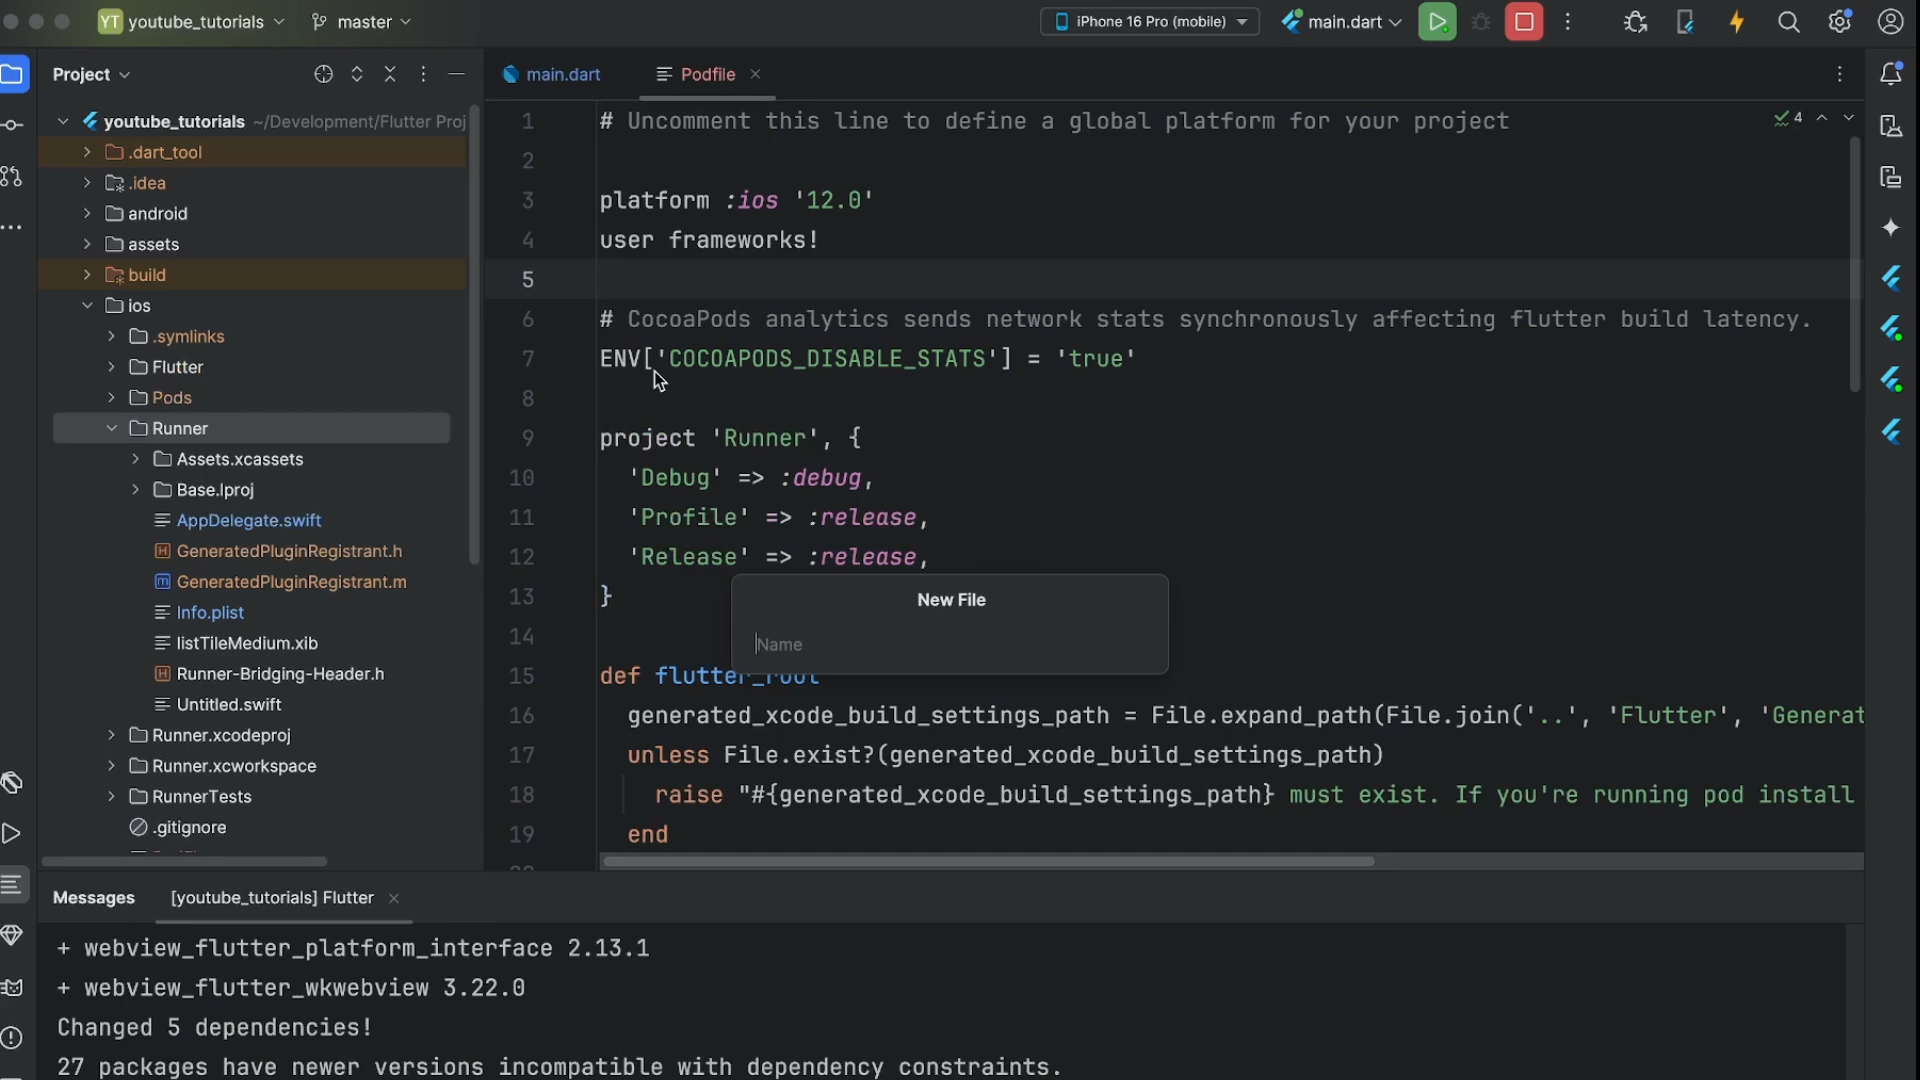 YT youtube_tutorials
master
iPhone 16 Pro (mobile)
main.dart
Project
main.dart
Podfile
youtube_tutorials ~/Development/Flutter Proj
.dart_tool
.idea
android
assets
build
ios
.symlinks
Flutter
Pods
Runner
Assets.xcassets
Base.lproj
AppDelegate.swift
GeneratedPluginRegistrant.h
GeneratedPluginRegistrant.m
Info.plist
listTileMedium.xib
Runner-Bridging-Header.h
Untitled.swift
Runner.xcodeproj
Runner.xcworkspace
RunnerTests
.gitignore
4
1 # Uncomment this line to define a global platform for your project
2
3 platform :ios '12.0'
4 user frameworks!
5
6 # CocoaPods analytics sends network stats synchronously affecting flutter build latency.
7 ENV['COCOAPODS_DISABLE_STATS'] = 'true'
8
9 project 'Runner', {
10 'Debug' => :debug,
11 'Profile' => :release,
12 'Release' => :release,
13 }
14
15 def flutter_root
16 generated_xcode_build_settings_path = File.expand_path(File.join('..', 'Flutter', 'Generat
17 unless File.exist?(generated_xcode_build_settings_path)
18 raise "#{generated_xcode_build_settings_path} must exist. If you're running pod install
19 end
New File
Name
Messages
[youtube_tutorials] Flutter
+ webview_flutter_platform_interface 2.13.1
+ webview_flutter_wkwebview 3.22.0
Changed 5 dependencies!
27 packages have newer versions incompatible with dependency constraints.